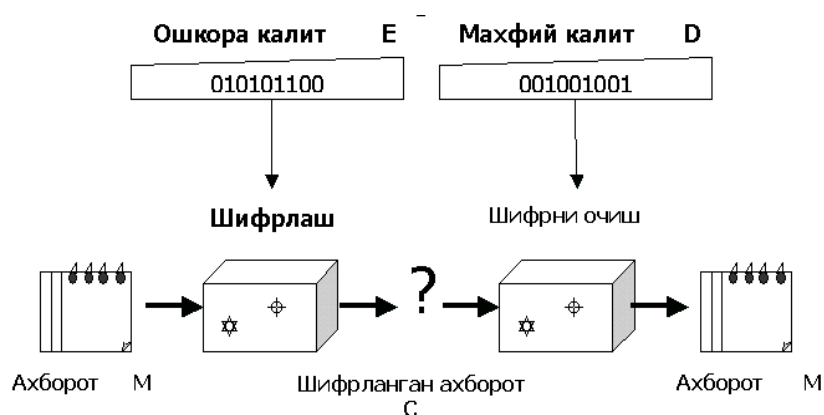 Ошкора калит E Махфий калит D
010101100 001001001
Шифрлаш Шифрни очиш
?
Ахборот М Шифрланган ахборот Ахборот М
С